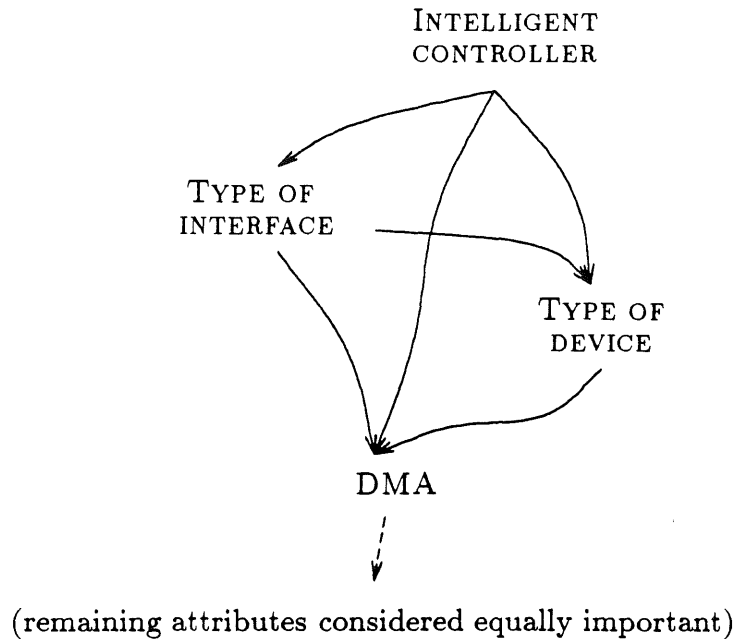 INTELLIGENT
CONTROLLER
TYPE OF
INTERFACE
TYPE OF
DEVICE
DMA
(remaining attributes considered equally important)